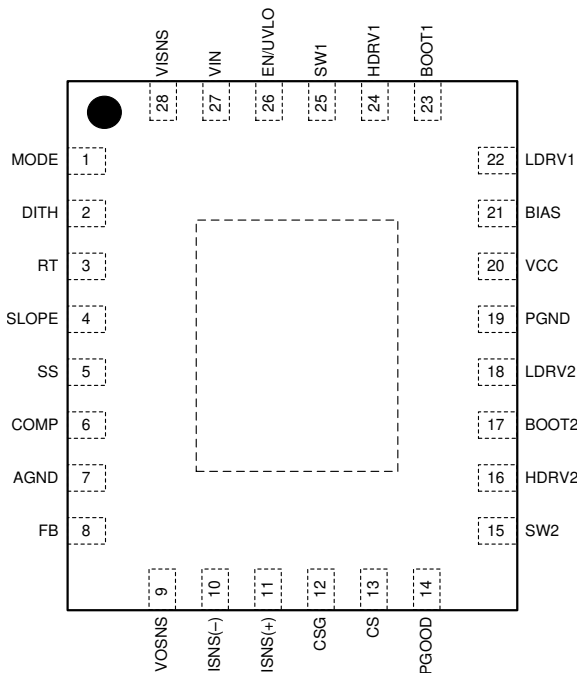 VISNS
VIN
EN/UVLO
SW1
HDRV1
BOOT1
28
27
26
25
24
23
MODE 1
DITH 2
RT 3
SLOPE 4
SS 5
COMP 6
AGND 7
FB 8
22 LDRV1
21 BIAS
20 VCC
19 PGND
18 LDRV2
17 BOOT2
16 HDRV2
15 SW2
9
10
11
12
13
14
VOSNS
ISNS(–)
ISNS(+)
CSG
CS
PGOOD